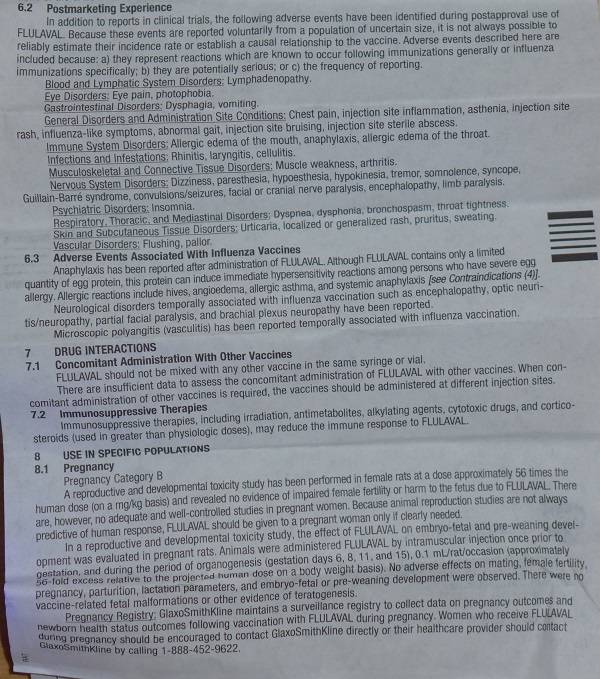 6.2 Postmarketing Experience
In addition to reports in clinical trials, the following adverse events have been identified during postapproval use of
FLULAVAL. Because these events are reported voluntarily from a population of uncertain size, it is not always possible to
reliably estimate their incidence rate or establish a causal relationship to the vaccine. Adverse events described here are
included because: a) they represent reactions which are known to occur following immunizations generally or influenza
immunizations specifically; b) they are potentially serious; or c) the frequency of reporting.
Blood and Lymphatic System Disorders: Lymphadenopathy.
Eye Disorders: Eye pain, photophobia.
Gastrointestinal Disorders: Dysphagia, vomiting.
General Disorders and Administration Site Conditions: Chest pain, injection site inflammation, asthenia, injection site
rash, influenza-like symptoms, abnormal gait, injection site bruising, injection site sterile abscess.
Immune System Disorders: Allergic edema of the mouth, anaphylaxis, allergic edema of the throat.
Infections and Infestations: Rhinitis, laryngitis, cellulitis.
Musculoskeletal and Connective Tissue Disorders: Muscle weakness, arthritis.
Nervous System Disorders: Dizziness, paresthesia, hypoesthesia, hypokinesia, tremor, somnolence, syncope,
Guillain-Barré syndrome, convulsions/seizures, facial or cranial nerve paralysis, encephalopathy, limb paralysis.
Psychiatric Disorders: Insomnia.
Respiratory, Thoracic, and Mediastinal Disorders: Dyspnea, dysphonia, bronchospasm, throat tightness.
Skin and Subcutaneous Tissue Disorders: Urticaria, localized or generalized rash, pruritus, sweating.
Vascular Disorders: Flushing, pallor.
6.3 Adverse Events Associated With Influenza Vaccines
Anaphylaxis has been reported after administration of FLULAVAL. Although FLULAVAL contains only a limited
quantity of egg protein, this protein can induce immediate hypersensitivity reactions among persons who have severe egg
allergy. Allergic reactions include hives, angioedema, allergic asthma, and systemic anaphylaxis [see Contraindications (4)].
Neurological disorders temporally associated with influenza vaccination such as encephalopathy, optic neuri-
tis/neuropathy, partial facial paralysis, and brachial plexus neuropathy have been reported.
Microscopic polyangitis (vasculitis) has been reported temporally associated with influenza vaccination.
7 DRUG INTERACTIONS
7.1 Concomitant Administration With Other Vaccines
FLULAVAL should not be mixed with any other vaccine in the same syringe or vial.
There are insufficient data to assess the concomitant administration of FLULAVAL with other vaccines. When con-
comitant administration of other vaccines is required, the vaccines should be administered at different injection sites.
7.2 Immunosuppressive Therapies
Immunosuppressive therapies, including irradiation, antimetabolites, alkylating agents, cytotoxic drugs, and cortico-
steroids (used in greater than physiologic doses), may reduce the immune response to FLULAVAL.
8 USE IN SPECIFIC POPULATIONS
8.1 Pregnancy
Pregnancy Category B
A reproductive and developmental toxicity study has been performed in female rats at a dose approximately 56 times the
human dose (on a mg/kg basis) and revealed no evidence of impaired female fertility or harm to the fetus due to FLULAVAL. There
are, however, no adequate and well-controlled studies in pregnant women. Because animal reproduction studies are not always
predictive of human response, FLULAVAL should be given to a pregnant woman only if clearly needed.
In a reproductive and developmental toxicity study, the effect of FLULAVAL on embryo-fetal and pre-weaning devel-
opment was evaluated in pregnant rats. Animals were administered FLULAVAL by intramuscular injection once prior to
gestation, and during the period of organogenesis (gestation days 6, 8, 11, and 15), 0.1 mL/rat/occasion (approximately
56-fold excess relative to the projected human dose on a body weight basis). No adverse effects on mating, female fertility,
pregnancy, parturition, lactation parameters, and embryo-fetal or pre-weaning development were observed. There were no
vaccine-related fetal malformations or other evidence of teratogenesis.
Pregnancy Registry: GlaxoSmithKline maintains a surveillance registry to collect data on pregnancy outcomes and
newborn health status outcomes following vaccination with FLULAVAL during pregnancy. Women who receive FLULAVAL
during pregnancy should be encouraged to contact GlaxoSmithKline directly or their healthcare provider should contact
GlaxoSmithKline by calling 1-888-452-9622.